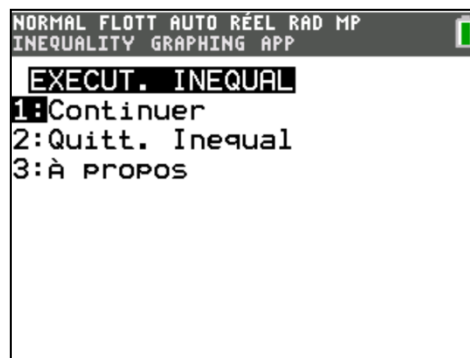 NORMAL FLOTT AUTO RÉEL RAD MP
INEQUALITY GRAPHING APP
EXECUT. INEQUAL
1:Continuer
2:Quitt. Inequal
3:À propos